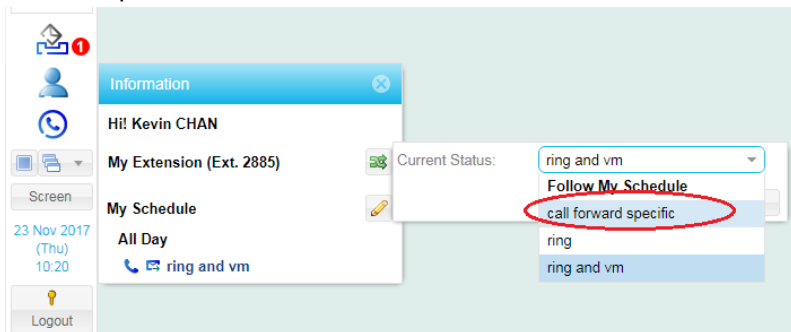 1
Information
Hi! Kevin CHAN
My Extension (Ext. 2885)
Current Status:
ring and vm
Follow My Schedule
call forward specific
ring
ring and vm
My Schedule
All Day
ring and vm
Screen
23 Nov 2017
(Thu)
10:20
Logout